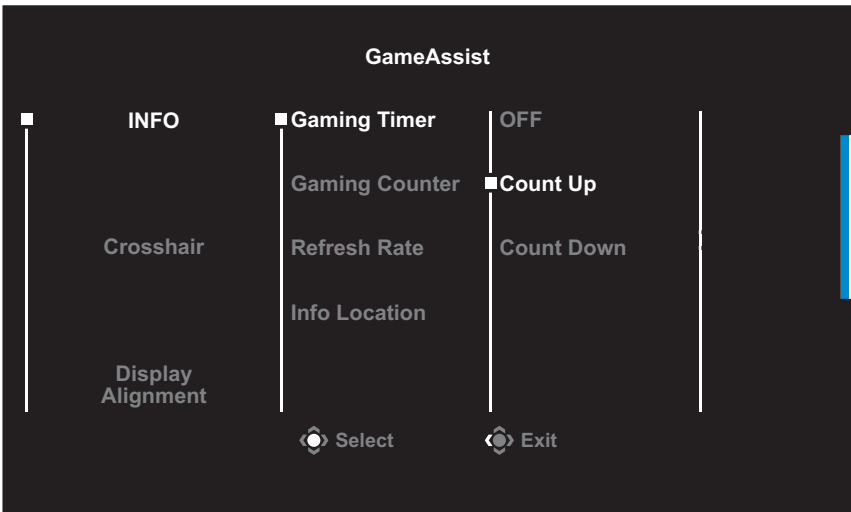 GameAssist
INFO
Gaming Timer
OFF
Gaming Counter
Count Up
Crosshair
Refresh Rate
Count Down
Info Location
Display
Alignment
Select
Exit